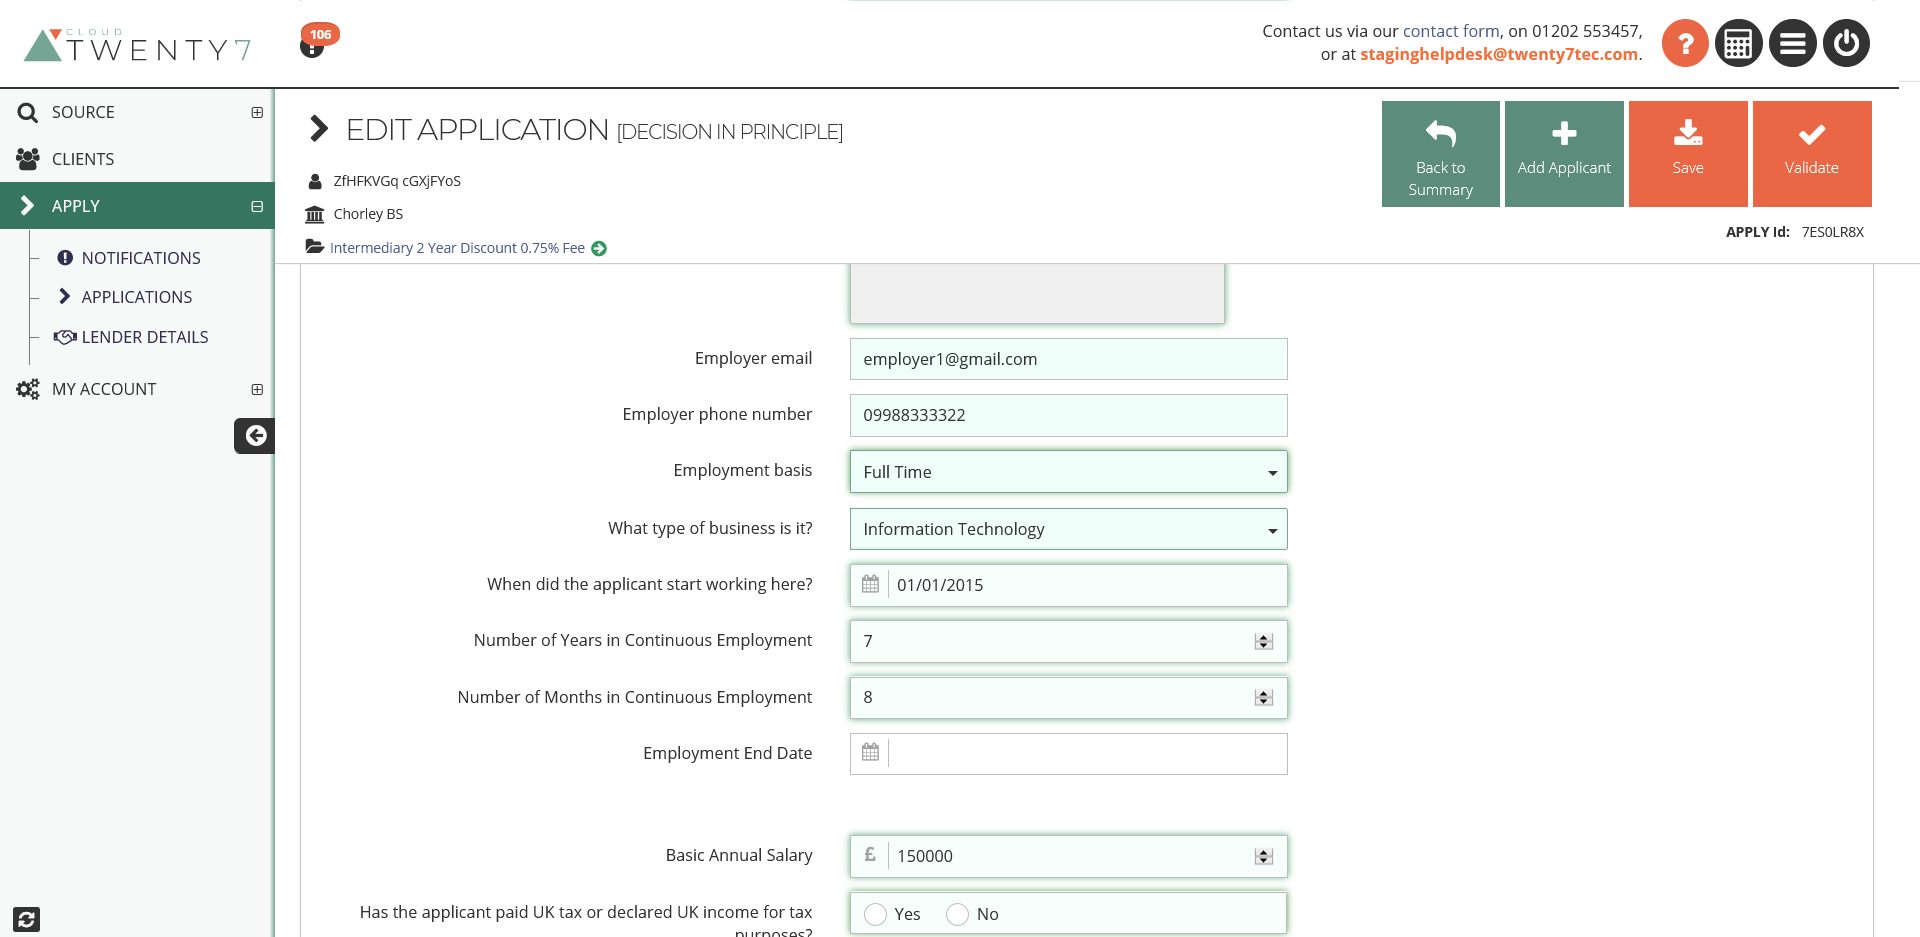 CLOUD
TWENTY7
106
Contact us via our contact form, on 01202 553457,
or at staginghelpdesk@twenty7tec.com.
SOURCE
CLIENTS
APPLY
NOTIFICATIONS
APPLICATIONS
LENDER DETAILS
MY ACCOUNT
EDIT APPLICATION [DECISION IN PRINCIPLE]
ZfHFKVGq cGXjFYoS
Chorley BS
Intermediary 2 Year Discount 0.75% Fee
Back to
Summary
Add Applicant
Save
Validate
APPLY Id: 7ES0LR8X
Employer email employer1@gmail.com
Employer phone number 09988333322
Employment basis Full Time
What type of business is it? Information Technology
When did the applicant start working here? 01/01/2015
Number of Years in Continuous Employment 7
Number of Months in Continuous Employment 8
Employment End Date
Basic Annual Salary £ 150000
Has the applicant paid UK tax or declared UK income for tax Yes No
purposes?